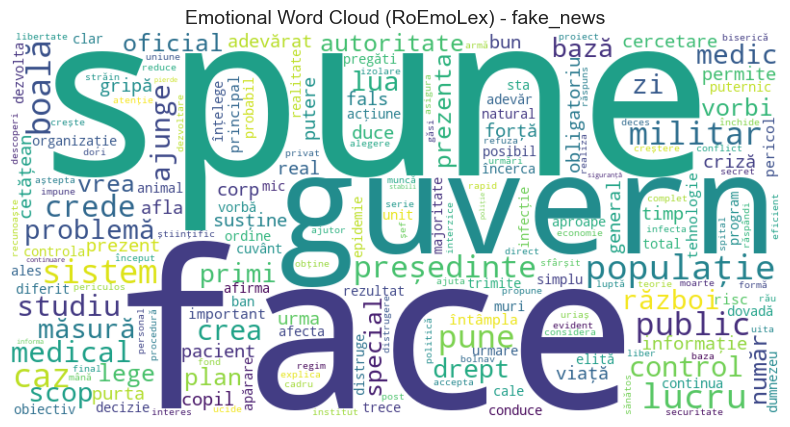 Emotional Word Cloud (RoEmoLex) - fake_news
spune
guvern
face
populație
președinte
sistem
public
militar
lucru
control
război
medical
caz
studiu
măsură
problemă
crede
boală
oficial
autoritate
bază
medic
vorbi
zi
lua
ajunge
vrea
primi
crea
pune
drept
special
număr
scop
lege
plan
prezenta
obligatoriu
forță
putere
adevărat
fals
duce
bun
cercetare
permite
puternic
criză
pericol
gripă
clar
libertate
uniune
reduce
străin
dezvolta
descoperi
crește
organizație
dori
cetățean
animal
afla
corp
mic
real
privat
vorbă
susține
ordine
cuvânt
științific
controla
prezent
început
recunoaște
aștepta
impune
continuare
periculos
ales
diferit
afirma
ban
important
procedură
personal
informa
final
mână
purta
obiectiv
decizie
interes
pacient
copil
apărare
ucide
fond
regim
explica
cadru
institut
urma
afecta
rezultat
distruge
distrugere
trece
post
accepta
bolnav
cale
conduce
urmare
politică
ajuta
muri
trimite
propune
elită
viață
întâmpla
simplu
sfârșit
direct
uriaș
evident
considera
luptă
teorie
liber
informație
risc
moarte
formă
rău
dovadă
uita
continua
baza
securitate
sănătos
dumnezeu
general
timp
program
total
tehnologie
infecta
spital
răspândi
eficient
complet
economie
aproape
infecție
interzice
majoritate
serie
unit
epidemie
ajutor
șef
obține
muncă
stabili
rapid
poliție
siguranță
refuza
urmări
încerca
posibil
natural
adevăr
găsi
asigura
sta
pregăti
atenție
pierde
armă
izolare
acțiune
alegere
realitate
probabil
principal
înțelege
dezvoltare
proiect
răspuns
realiza
deces
conflict
creștere
secret
închide
biserică